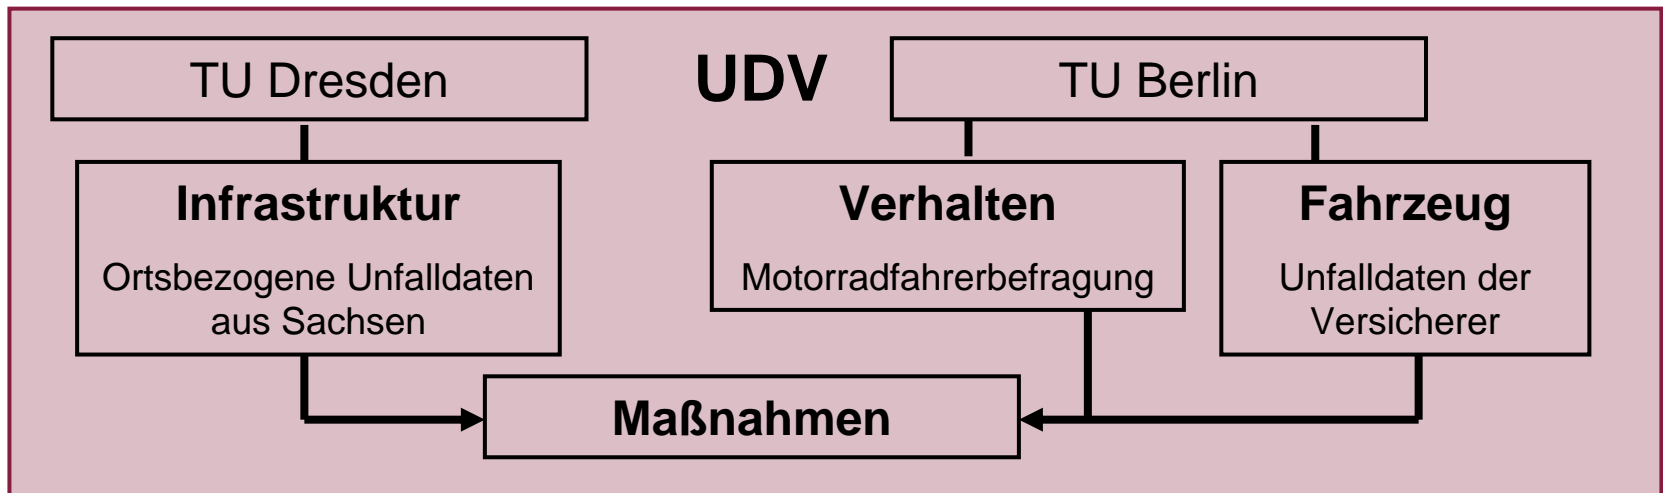 TU Dresden
UDV
TU Berlin
Infrastruktur
Ortsbezogene Unfalldaten
aus Sachsen
Verhalten
Motorradfahrerbefragung
Fahrzeug
Unfalldaten der
Versicherer
Maßnahmen